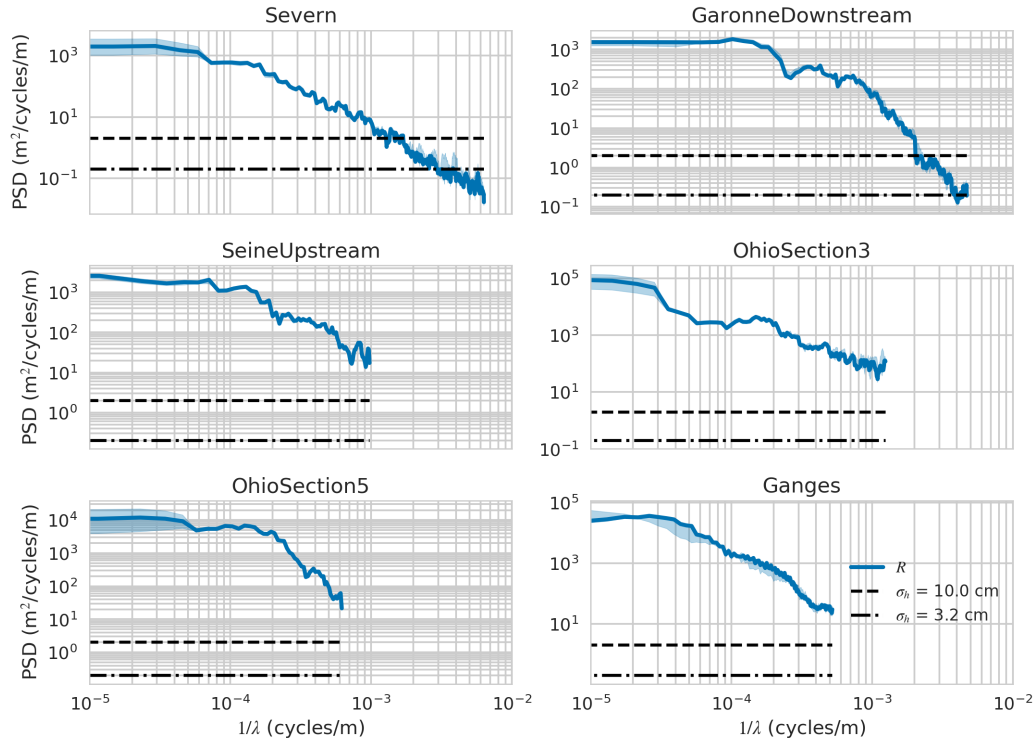 Severn
GaronneDownstream
PSD (m²/cycles/m)
10³
10¹
10⁻¹
10³
10²
10¹
10⁰
10⁻¹
SeineUpstream
OhioSection3
PSD (m²/cycles/m)
10³
10²
10¹
10⁰
10⁵
10³
10¹
10⁻¹
OhioSection5
Ganges
PSD (m²/cycles/m)
10⁴
10³
10²
10¹
10⁰
10⁵
10³
10¹
R
σₕ = 10.0 cm
σₕ = 3.2 cm
10⁻⁵ 10⁻⁴ 10⁻³ 10⁻²
10⁻⁵ 10⁻⁴ 10⁻³ 10⁻²
1/λ (cycles/m)
1/λ (cycles/m)